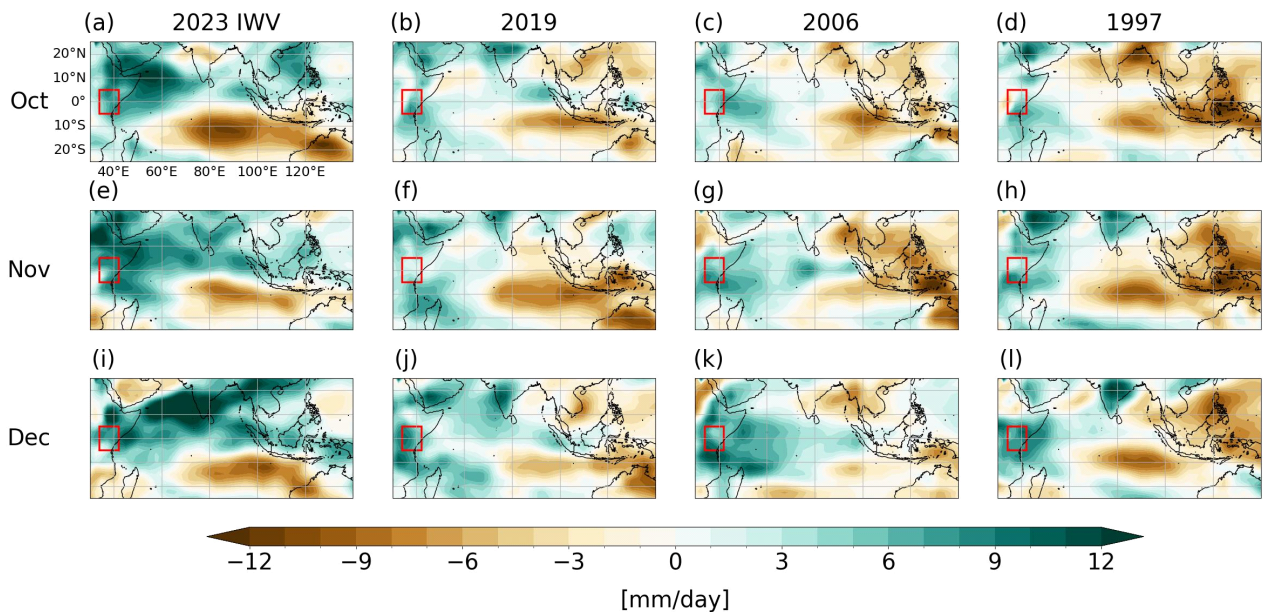 (a) 2023 IWV (b) 2019 (c) 2006 (d) 1997
20°N
10°N
Oct 0°
10°S
20°S
40°E 60°E 80°E 100°E 120°E
(e) (f) (g) (h)
Nov
(i) (j) (k) (l)
Dec
−12 −9 −6 −3 0 3 6 9 12
[mm/day]